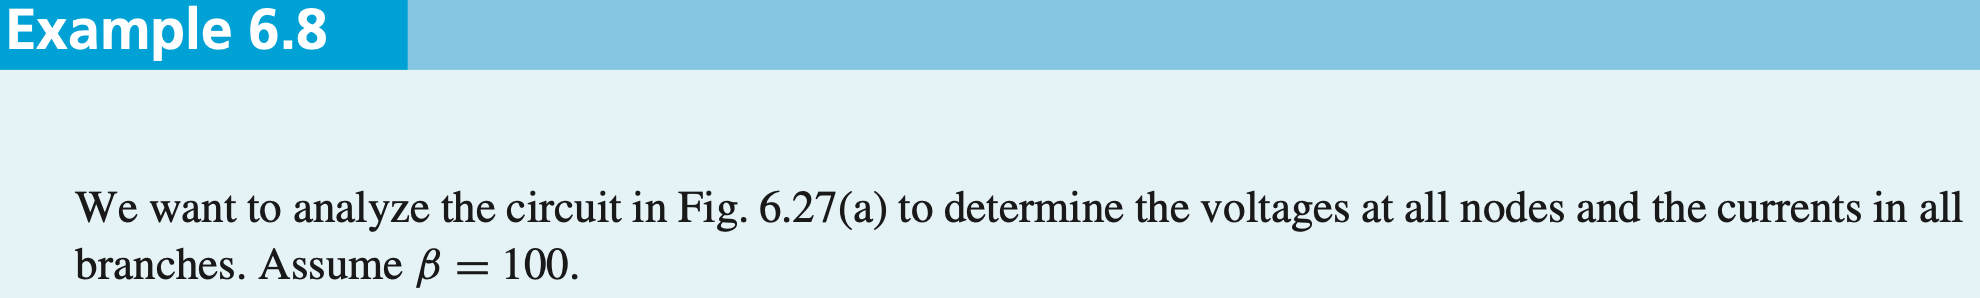 Example 6.8
We want to analyze the circuit in Fig. 6.27(a) to determine the voltages at all nodes and the currents in all
branches. Assume β = 100.